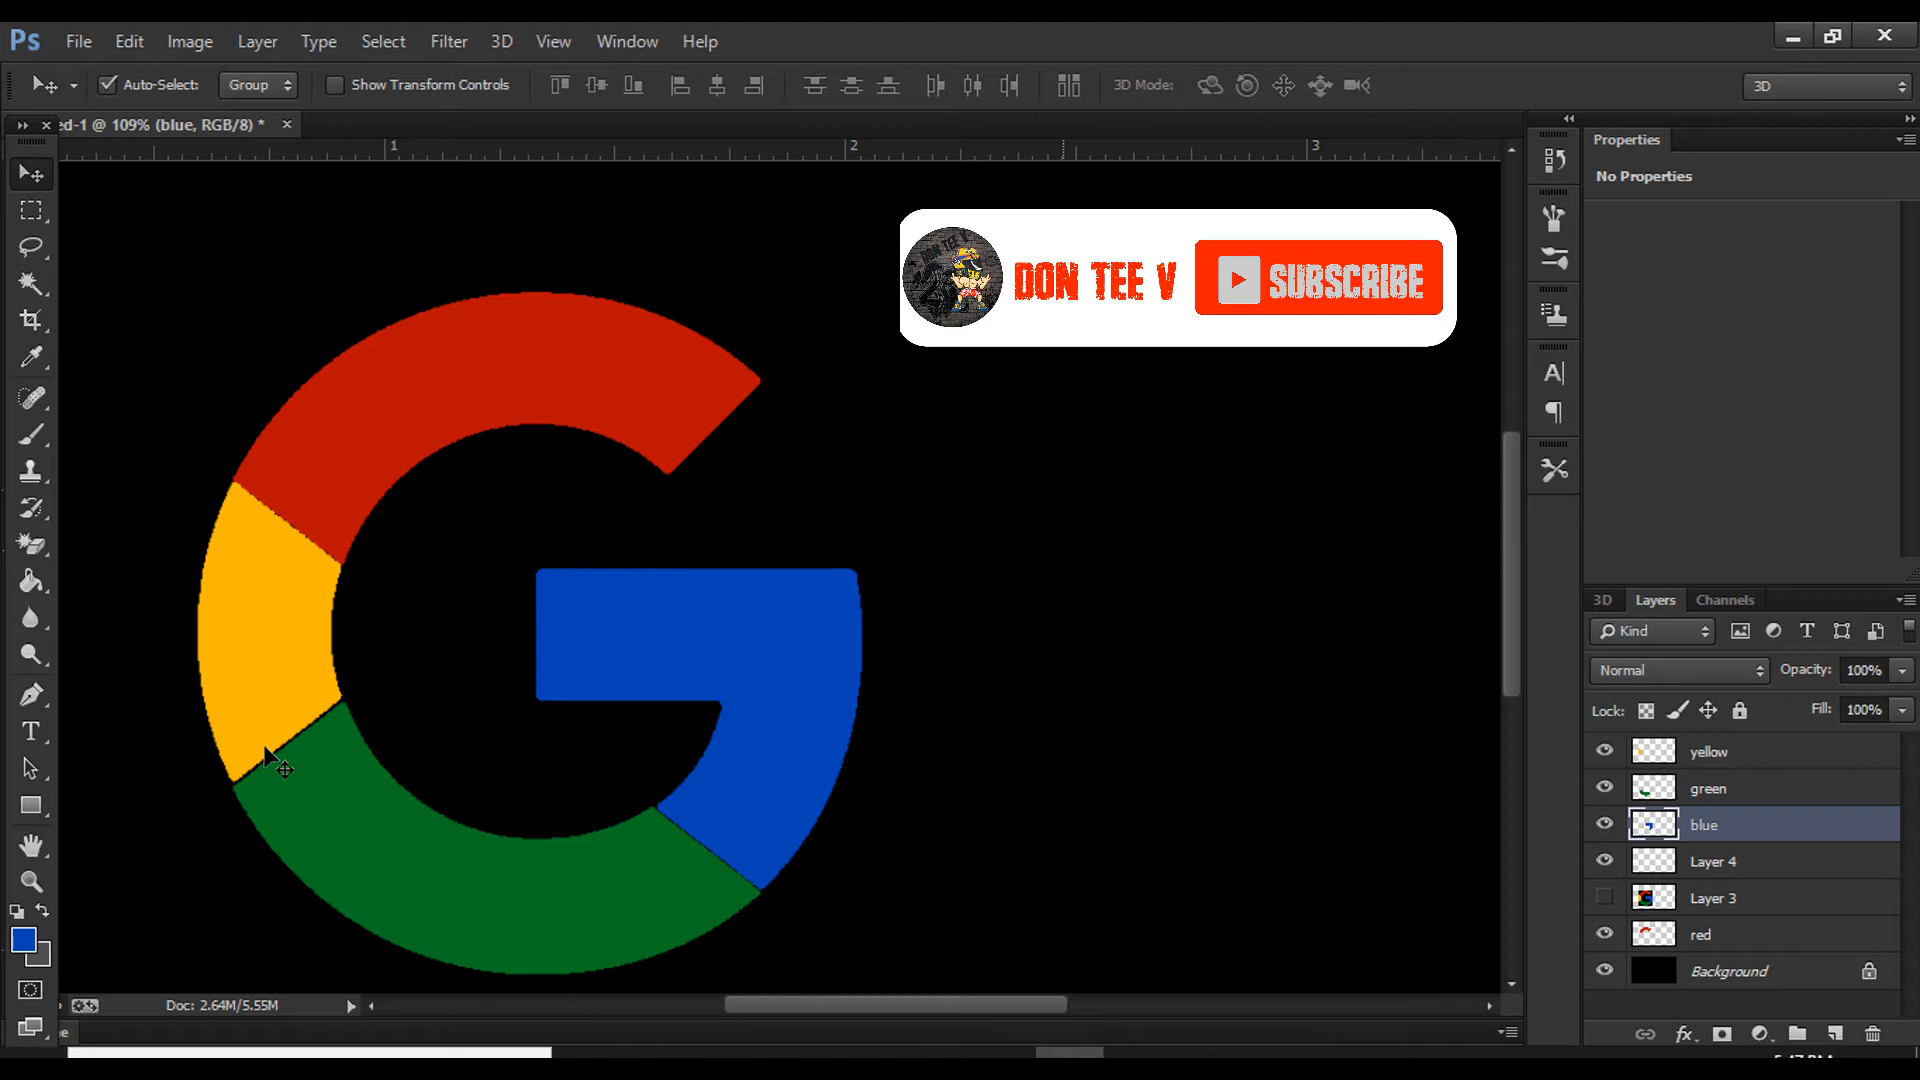 Ps File Edit Image Layer Type Select Filter 3D View Window Help
Auto-Select: Group Show Transform Controls 3D Mode: 3D
ed-1 @ 109% (blue, RGB/8) *
1 2 3
Properties
No Properties
DON TEE V SUBSCRIBE
3D Layers Channels
Kind
Normal Opacity: 100%
Lock: Fill: 100%
yellow
green
blue
Layer 4
Layer 3
red
Background
Doc: 2.64M/5.55M